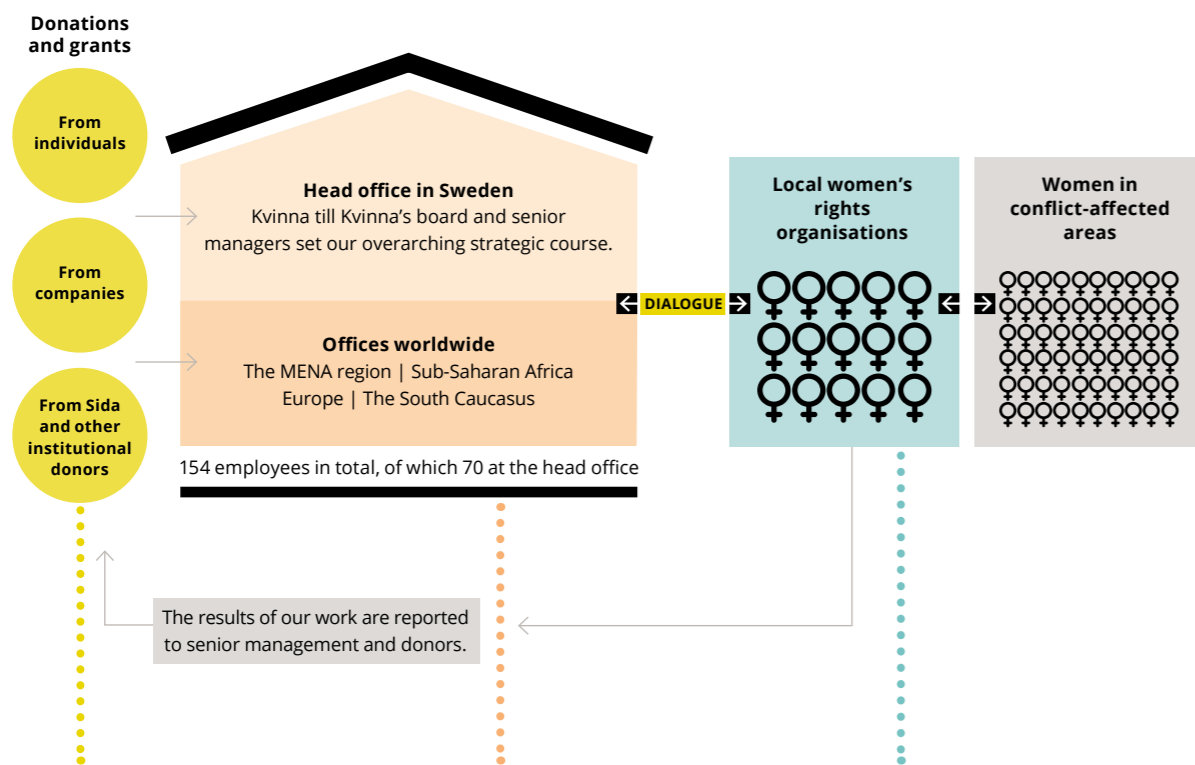 Donations
and grants
From
individuals
From
companies
From Sida
and other
institutional
donors
Head office in Sweden
Kvinna till Kvinna’s board and senior
managers set our overarching strategic course.
Offices worldwide
The MENA region | Sub-Saharan Africa
Europe | The South Caucasus
154 employees in total, of which 70 at the head office
DIALOGUE
Local women’s
rights
organisations
Women in
conflict-affected
areas
The results of our work are reported
to senior management and donors.